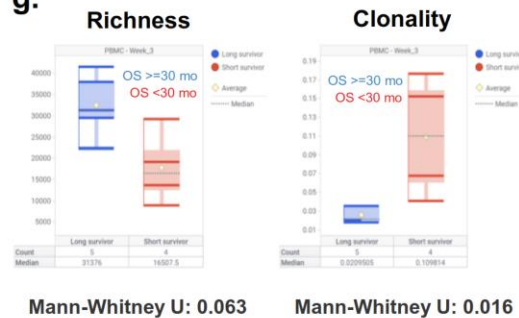 g.
Richness
Clonality
PBMC - Week_3
Long survivor
Short survivor
Average
Median
OS >=30 mo
OS <30 mo
40000
35000
30000
25000
20000
15000
10000
5000
Long survivor Short survivor
Count 5 4
Median 31376 16507.5
Mann-Whitney U: 0.063
PBMC - Week_3
Long survivor
Short survivor
Average
Median
OS >=30 mo
OS <30 mo
0.19
0.17
0.15
0.13
0.11
0.09
0.07
0.05
0.03
0.01
Long survivor Short survivor
Count 5 4
Median 0.0209505 0.109814
Mann-Whitney U: 0.016